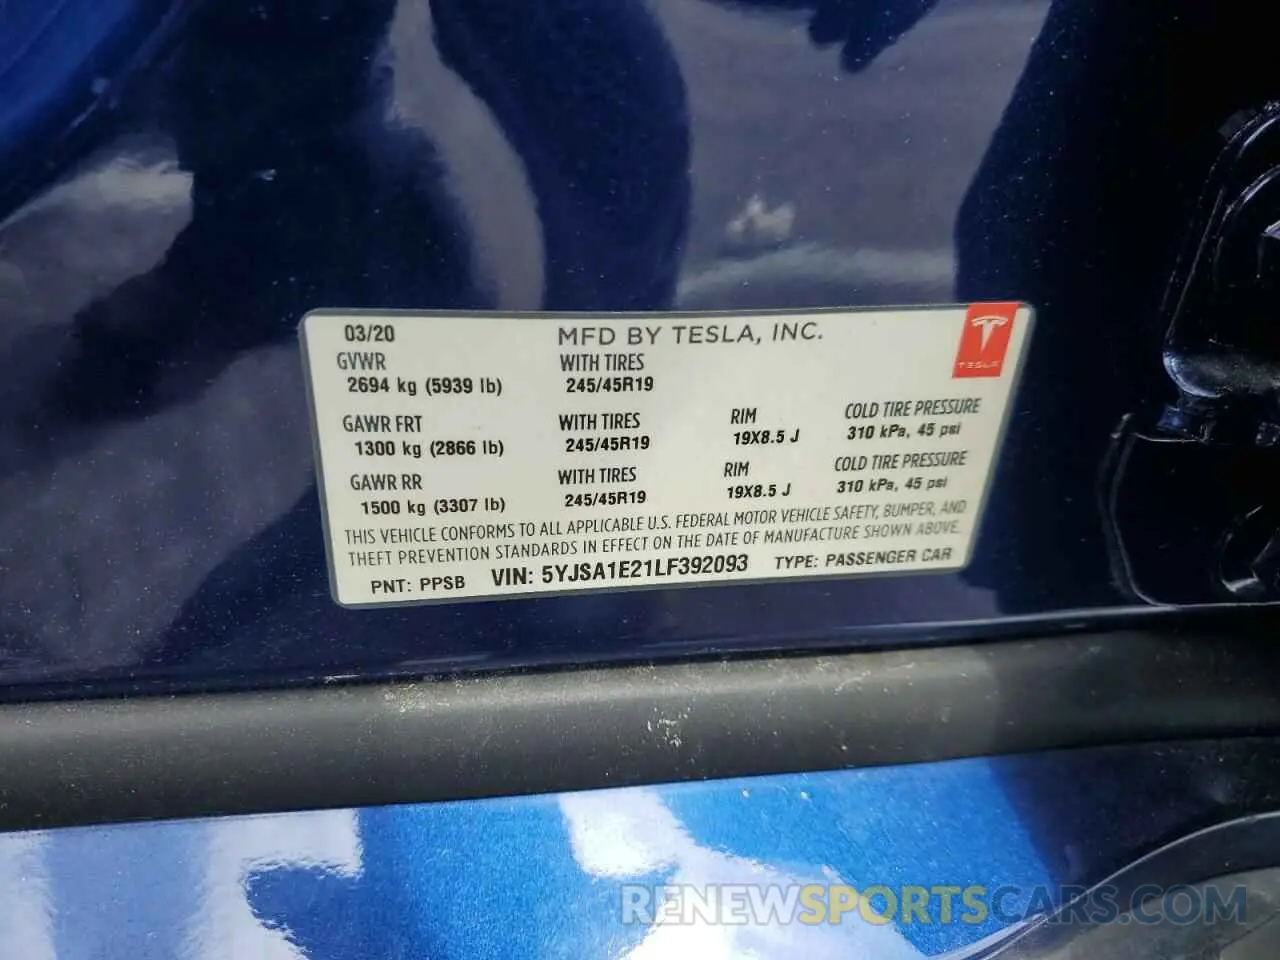 03/20 MFD BY TESLA, INC.
TESLA
GVWR WITH TIRES
2694 kg (5939 lb) 245/45R19
GAWR FRT WITH TIRES RIM COLD TIRE PRESSURE
1300 kg (2866 lb) 245/45R19 19X8.5 J 310 kPa, 45 psi
GAWR RR WITH TIRES RIM COLD TIRE PRESSURE
1500 kg (3307 lb) 245/45R19 19X8.5 J 310 kPa, 45 psi
THIS VEHICLE CONFORMS TO ALL APPLICABLE U.S. FEDERAL MOTOR VEHICLE SAFETY, BUMPER, AND
THEFT PREVENTION STANDARDS IN EFFECT ON THE DATE OF MANUFACTURE SHOWN ABOVE.
PNT: PPSB VIN: 5YJSA1E21LF392093 TYPE: PASSENGER CAR
RENEWSPORTSCARS.COM